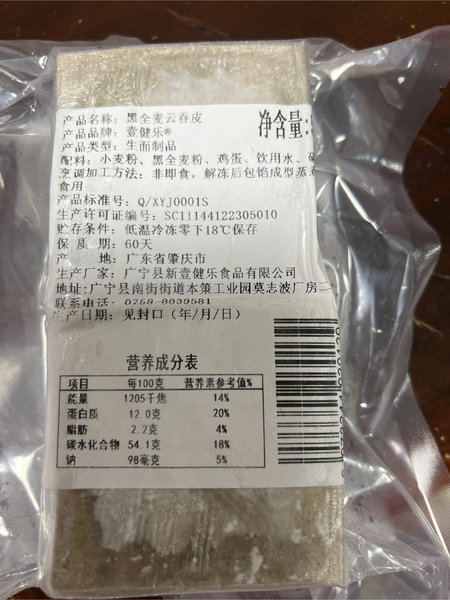 产品名称：黑全麦云吞皮
产品品牌：壹健乐®
净含量：
产品类型：生面制品
配料：小麦粉、黑全麦粉、鸡蛋、饮用水、
烹调加工方法：非即食，解冻后包馅成型蒸煮
食用
产品标准号：Q/XYJ0001S
生产许可证编号：SC11144122305010
贮存条件：低温冷冻零下18℃保存
保质期：60天
产地：广东省肇庆市
生产厂家：广宁县新壹健乐食品有限公司
地址：广宁县南街街道本策工业园莫志波厂房二
联系电话：0758-8839581
生产日期：见封口（年/月/日）
营养成分表
项目 每100克 营养素参考值%
能量 1205千焦 14%
蛋白质 12.0克 20%
脂肪 2.2克 4%
碳水化合物 54.1克 18%
钠 98毫克 5%